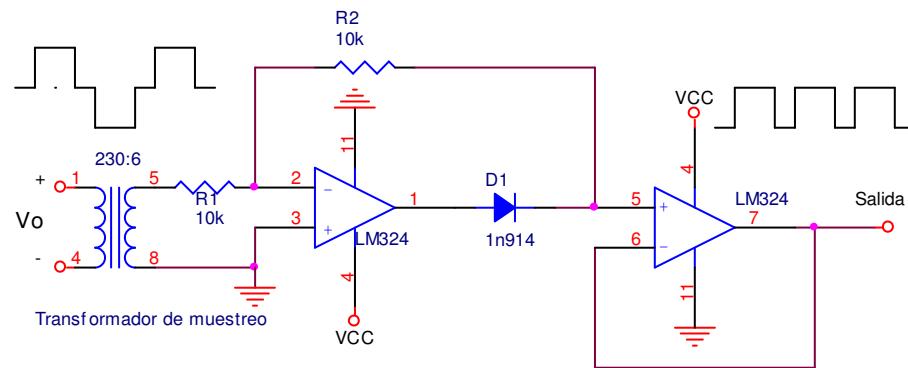 R2
10k
VCC
230:6
11
4
+
1
5
R1
10k
2
−
1
D1
1n914
5
+
LM324
7
Salida
Vo
3
+
LM324
6
−
-
4
8
4
11
Transformador de muestreo
VCC